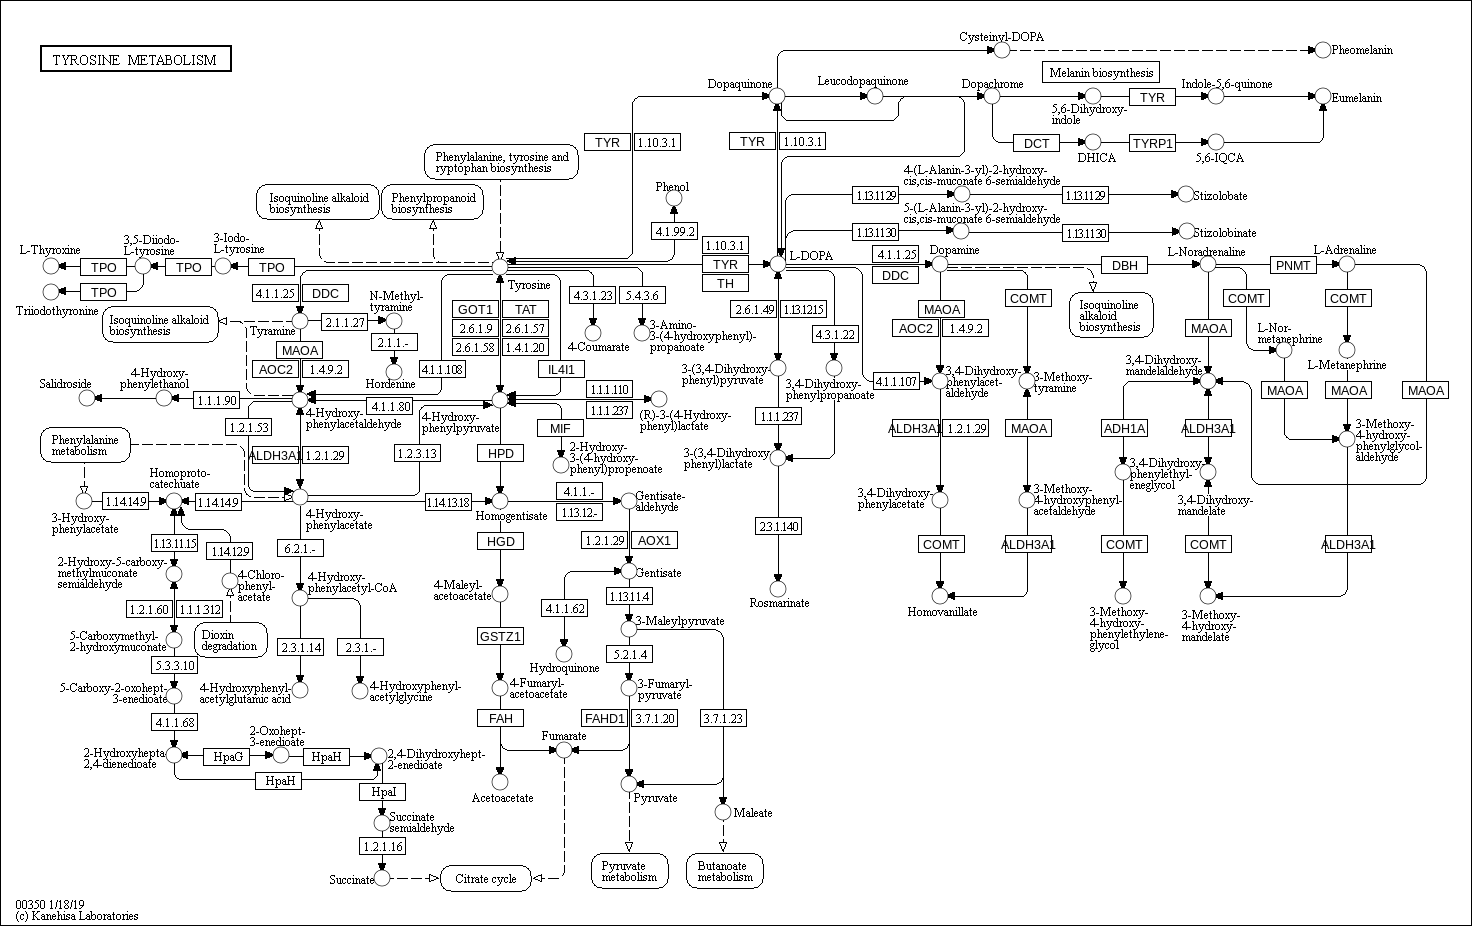 TYROSINE METABOLISM
Cysteinyl-DOPA
Pheomelanin
Melanin biosynthesis
Dopaquinone
Leucodopaquinone
Dopachrome
5,6-Dihydroxy-
indole
TYR
Indole-5,6-quinone
Eumelanin
TYR
1.10.3.1
TYR
1.10.3.1
DCT
DHICA
TYRP1
5,6-IQCA
Phenylalanine, tyrosine and
ryptophan biosynthesis
Isoquinoline alkaloid
biosynthesis
Phenylpropanoid
biosynthesis
Phenol
4.1.99.2
4-(L-Alanin-3-yl)-2-hydroxy-
cis,cis-muconate 6-semialdehyde
1.13.11.29
1.13.11.29
Stizolobate
5-(L-Alanin-3-yl)-2-hydroxy-
cis,cis-muconate 6-semialdehyde
1.13.11.30
1.13.11.30
Stizolobinate
L-Thyroxine
3,5-Diiodo-
L-tyrosine
3-Iodo-
L-tyrosine
TPO
TPO
TPO
TPO
Triiodothyronine
Tyrosine
1.10.3.1
TYR
TH
L-DOPA
4.1.1.25
DDC
Dopamine
DBH
L-Noradrenaline
PNMT
L-Adrenaline
Isoquinoline alkaloid
biosynthesis
4.1.1.25
DDC
Tyramine
2.1.1.27
N-Methyl-
tyramine
2.1.1.-
Hordenine
MAOA
AOC2
1.4.9.2
GOT1
TAT
2.6.1.9
2.6.1.57
2.6.1.58
1.4.1.20
4.1.1.108
IL4I1
4.3.1.23
5.4.3.6
4-Coumarate
3-Amino-
3-(4-hydroxyphenyl)-
propanoate
2.6.1.49
1.13.12.15
4.3.1.22
3-(3,4-Dihydroxy-
phenyl)pyruvate
3,4-Dihydroxy-
phenylpropanoate
MAOA
AOC2
1.4.9.2
COMT
Isoquinoline
alkaloid
biosynthesis
MAOA
COMT
L-Nor-
metanephrine
COMT
L-Metanephrine
3,4-Dihydroxy-
mandelaldehyde
MAOA
MAOA
MAOA
Salidroside
4-Hydroxy-
phenylethanol
1.1.1.90
4-Hydroxy-
phenylacetaldehyde
4.1.1.80
4-Hydroxy-
phenylpyruvate
1.1.1.110
1.1.1.237
(R)-3-(4-Hydroxy-
phenyl)lactate
MIF
2-Hydroxy-
3-(4-hydroxy-
phenyl)propenoate
4.1.1.107
3,4-Dihydroxy-
phenylacet-
aldehyde
3-Methoxy-
tyramine
1.1.1.237
3-(3,4-Dihydroxy-
phenyl)lactate
Phenylalanine
metabolism
1.2.1.53
ALDH3A1
1.2.1.29
1.2.3.13
HPD
ALDH3A1
1.2.1.29
MAOA
ADH1A
ALDH3A1
3-Methoxy-
4-hydroxy-
phenylglycol-
aldehyde
Homoproto-
catechuate
1.14.14.9
1.14.14.9
3-Hydroxy-
phenylacetate
4-Hydroxy-
phenylacetate
1.14.13.18
Homogentisate
4.1.1.-
1.13.12.-
Gentisate-
aldehyde
3,4-Dihydroxy-
phenylacetate
3-Methoxy-
4-hydroxyphenyl-
acetaldehyde
3,4-Dihydroxy-
phenylethyl-
eneglycol
3,4-Dihydroxy-
mandelate
1.13.11.15
1.14.12.9
6.2.1.-
HGD
1.2.1.29
AOX1
2.3.1.140
COMT
ALDH3A1
COMT
COMT
ALDH3A1
2-Hydroxy-5-carboxy-
methylmuconate
semialdehyde
4-Chloro-
phenyl-
acetate
4-Hydroxy-
phenylacetyl-CoA
4-Maleyl-
acetoacetate
Gentisate
4.1.1.62
1.13.11.4
Rosmarinate
Homovanillate
3-Methoxy-
4-hydroxy-
phenylethylene-
glycol
3-Methoxy-
4-hydroxy-
mandelate
1.2.1.60
1.1.1.312
Dioxin
degradation
5-Carboxymethyl-
2-hydroxymuconate
2.3.1.14
2.3.1.-
GSTZ1
3-Maleylpyruvate
5.2.1.4
Hydroquinone
5.3.3.10
5-Carboxy-2-oxohept-
3-enedioate
4-Hydroxyphenyl-
acetylglutamic acid
4-Hydroxyphenyl-
acetylglycine
4-Fumaryl-
acetoacetate
3-Fumaryl-
pyruvate
4.1.1.68
FAH
FAHD1
3.7.1.20
3.7.1.23
2-Hydroxyhepta
2,4-dienedioate
HpaG
2-Oxohept-
3-enedioate
HpaH
2,4-Dihydroxyhept-
2-enedioate
HpaH
Fumarate
HpaI
Acetoacetate
Pyruvate
Maleate
Succinate
semialdehyde
1.2.1.16
Succinate
Citrate cycle
Pyruvate
metabolism
Butanoate
metabolism
00350 1/18/19
(c) Kanehisa Laboratories